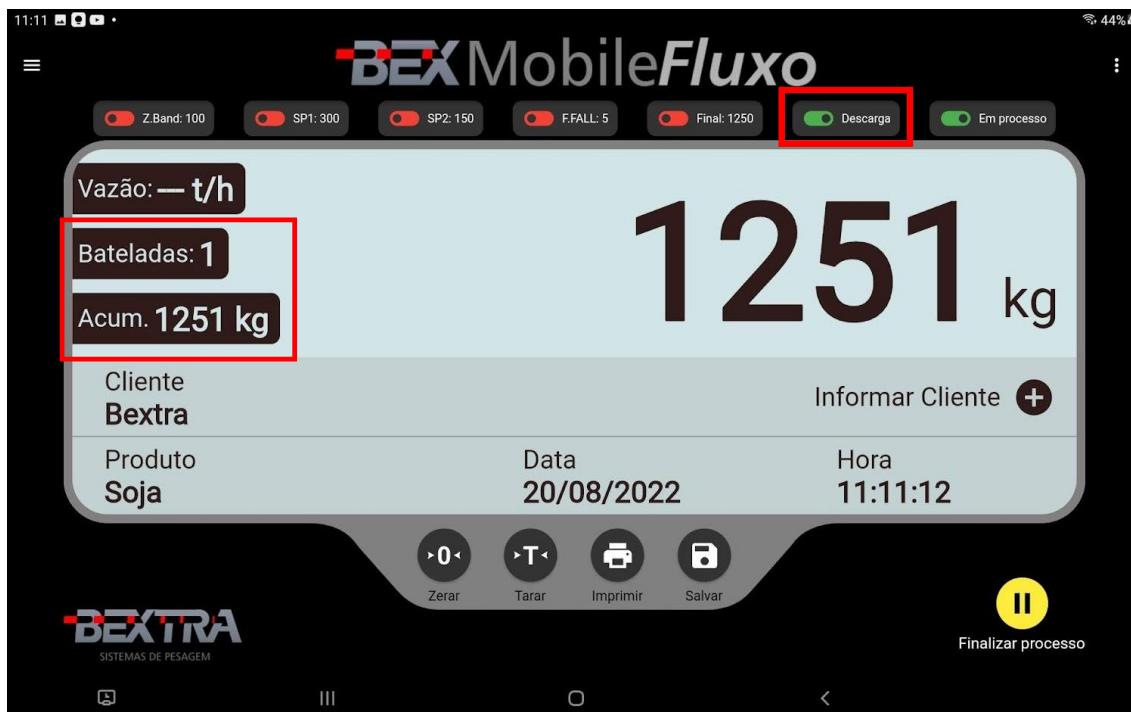 11:11
44%
BEX MobileFluxo
Z.Band: 100
SP1: 300
SP2: 150
F.FALL: 5
Final: 1250
Descarga
Em processo
Vazão: — t/h
Bateladas: 1
Acum. 1251 kg
1251 kg
Cliente
Bextra
Informar Cliente
Produto
Soja
Data
20/08/2022
Hora
11:11:12
0
T
Zerar
Tarar
Imprimir
Salvar
BEXTRA
SISTEMAS DE PESAGEM
Finalizar processo